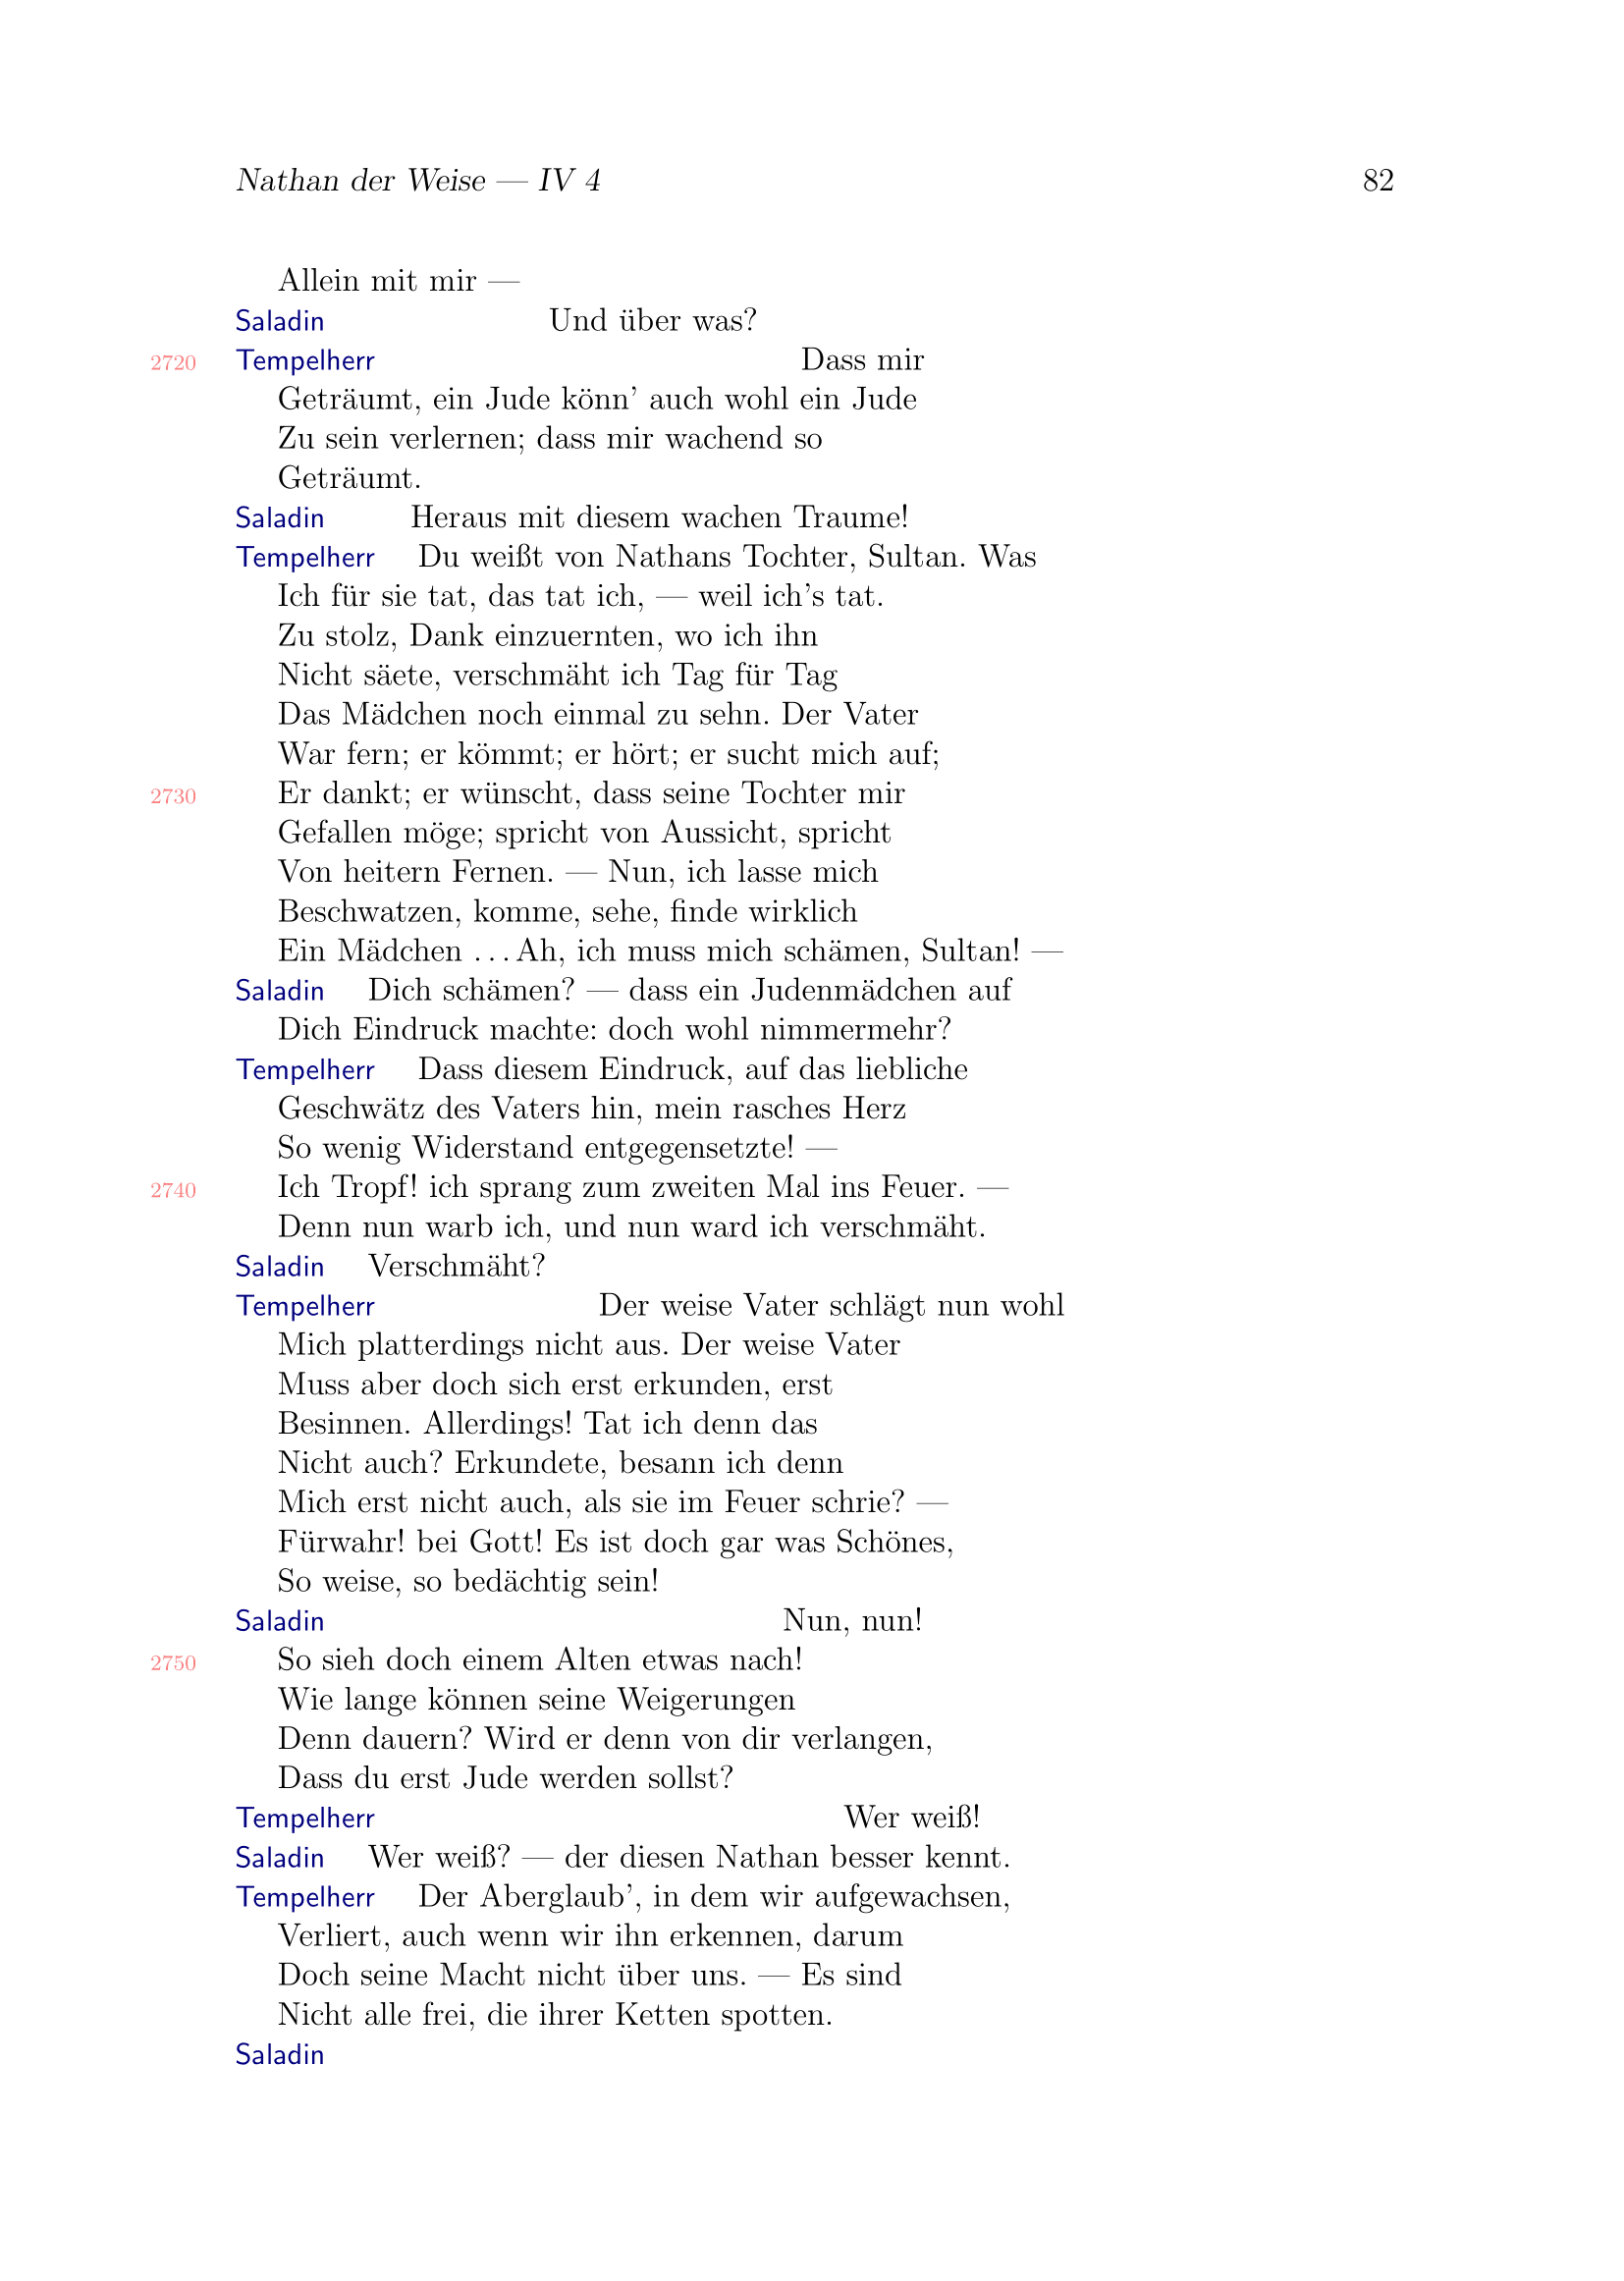 Nathan der Weise — IV 4 82
Allein mit mir —
Saladin Und über was?
2720 Tempelherr Dass mir
Geträumt, ein Jude könn’ auch wohl ein Jude
Zu sein verlernen; dass mir wachend so
Geträumt.
Saladin Heraus mit diesem wachen Traume!
Tempelherr Du weißt von Nathans Tochter, Sultan. Was
Ich für sie tat, das tat ich, — weil ich’s tat.
Zu stolz, Dank einzuernten, wo ich ihn
Nicht säete, verschmäht ich Tag für Tag
Das Mädchen noch einmal zu sehn. Der Vater
War fern; er kömmt; er hört; er sucht mich auf;
2730 Er dankt; er wünscht, dass seine Tochter mir
Gefallen möge; spricht von Aussicht, spricht
Von heitern Fernen. — Nun, ich lasse mich
Beschwatzen, komme, sehe, finde wirklich
Ein Mädchen . . . Ah, ich muss mich schämen, Sultan! —
Saladin Dich schämen? — dass ein Judenmädchen auf
Dich Eindruck machte: doch wohl nimmermehr?
Tempelherr Dass diesem Eindruck, auf das liebliche
Geschwätz des Vaters hin, mein rasches Herz
So wenig Widerstand entgegensetzte! —
2740 Ich Tropf! ich sprang zum zweiten Mal ins Feuer. —
Denn nun warb ich, und nun ward ich verschmäht.
Saladin Verschmäht?
Tempelherr Der weise Vater schlägt nun wohl
Mich platterdings nicht aus. Der weise Vater
Muss aber doch sich erst erkunden, erst
Besinnen. Allerdings! Tat ich denn das
Nicht auch? Erkundete, besann ich denn
Mich erst nicht auch, als sie im Feuer schrie? —
Fürwahr! bei Gott! Es ist doch gar was Schönes,
So weise, so bedächtig sein!
Saladin Nun, nun!
2750 So sieh doch einem Alten etwas nach!
Wie lange können seine Weigerungen
Denn dauern? Wird er denn von dir verlangen,
Dass du erst Jude werden sollst?
Tempelherr Wer weiß!
Saladin Wer weiß? — der diesen Nathan besser kennt.
Tempelherr Der Aberglaub’, in dem wir aufgewachsen,
Verliert, auch wenn wir ihn erkennen, darum
Doch seine Macht nicht über uns. — Es sind
Nicht alle frei, die ihrer Ketten spotten.
Saladin